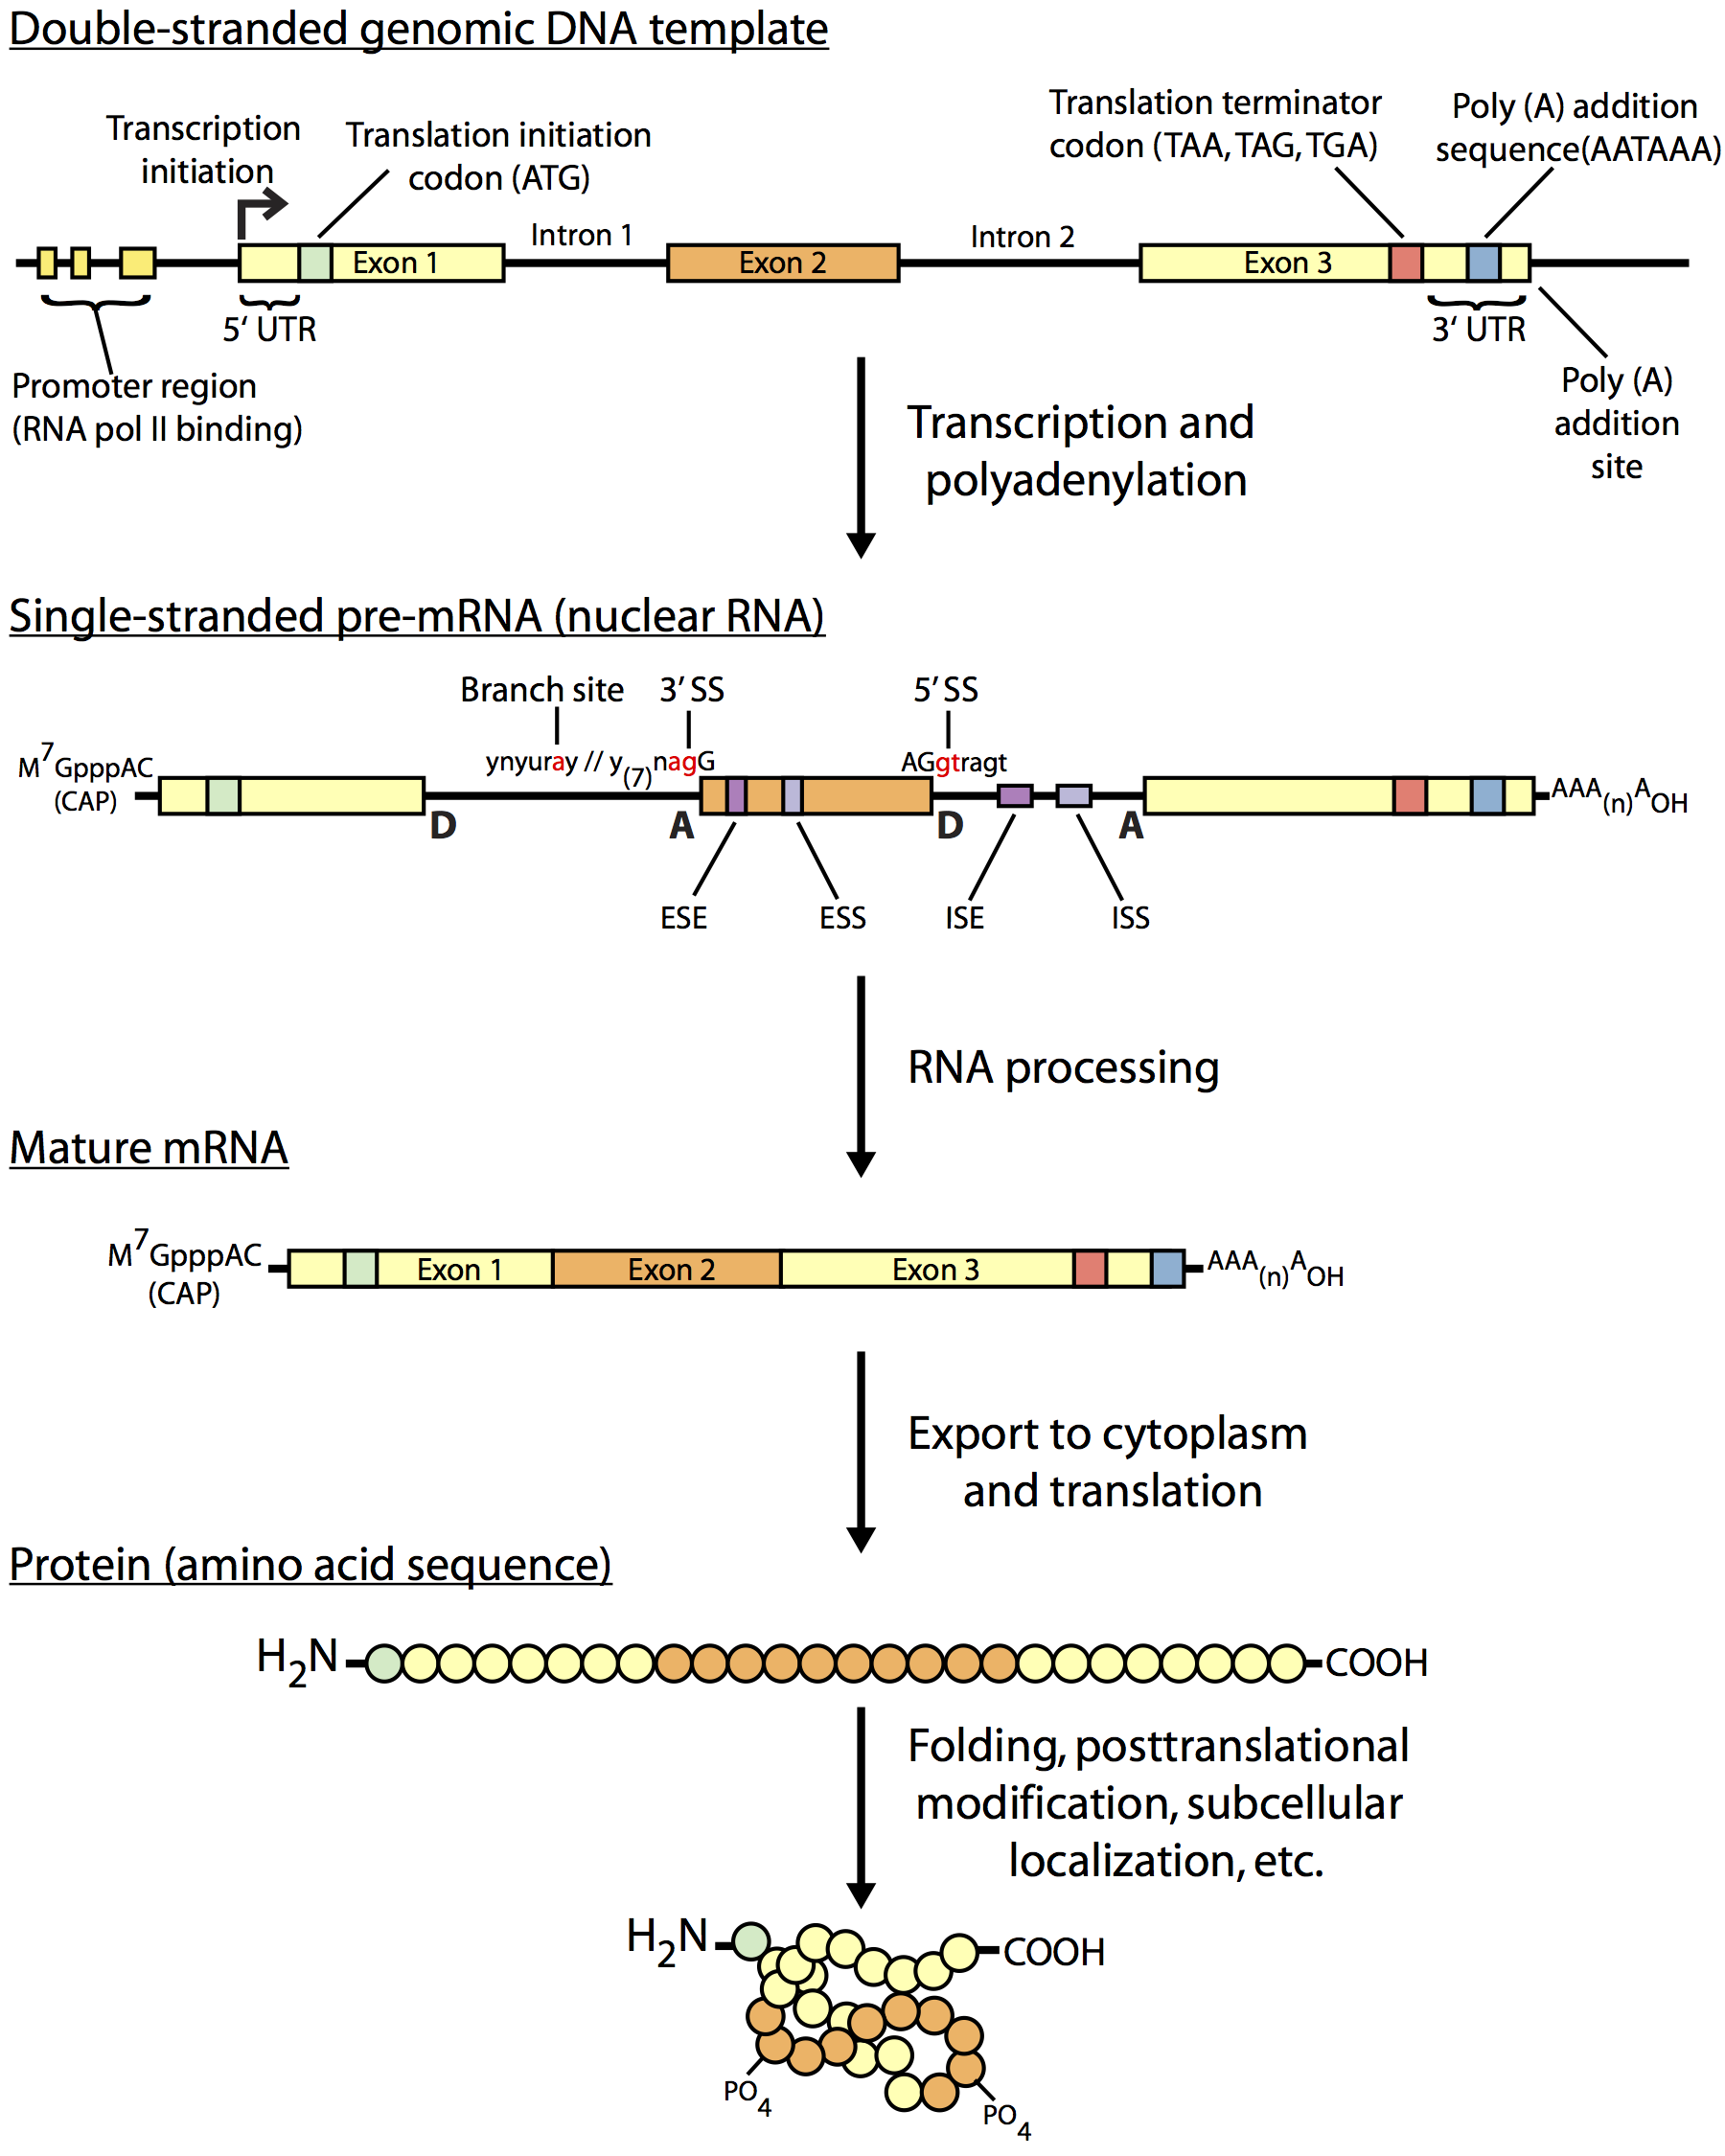 Double-stranded genomic DNA template
Transcription
initiation
Translation initiation
codon (ATG)
Translation terminator
codon (TAA, TAG, TGA)
Poly (A) addition
sequence(AATAAA)
Exon 1
Intron 1
Exon 2
Intron 2
Exon 3
5‘ UTR
3‘ UTR
Promoter region
(RNA pol II binding)
Poly (A)
addition
site
Transcription and
polyadenylation
Single-stranded pre-mRNA (nuclear RNA)
Branch site
3’ SS
5’ SS
M7GpppAC
(CAP)
ynyuray // y(7)nagG
AGgtragt
AAA(n)AOH
D
A
D
A
ESE
ESS
ISE
ISS
RNA processing
Mature mRNA
M7GpppAC
(CAP)
Exon 1
Exon 2
Exon 3
AAA(n)AOH
Export to cytoplasm
and translation
Protein (amino acid sequence)
H2N
COOH
Folding, posttranslational
modification, subcellular
localization, etc.
H2N
COOH
PO4
PO4